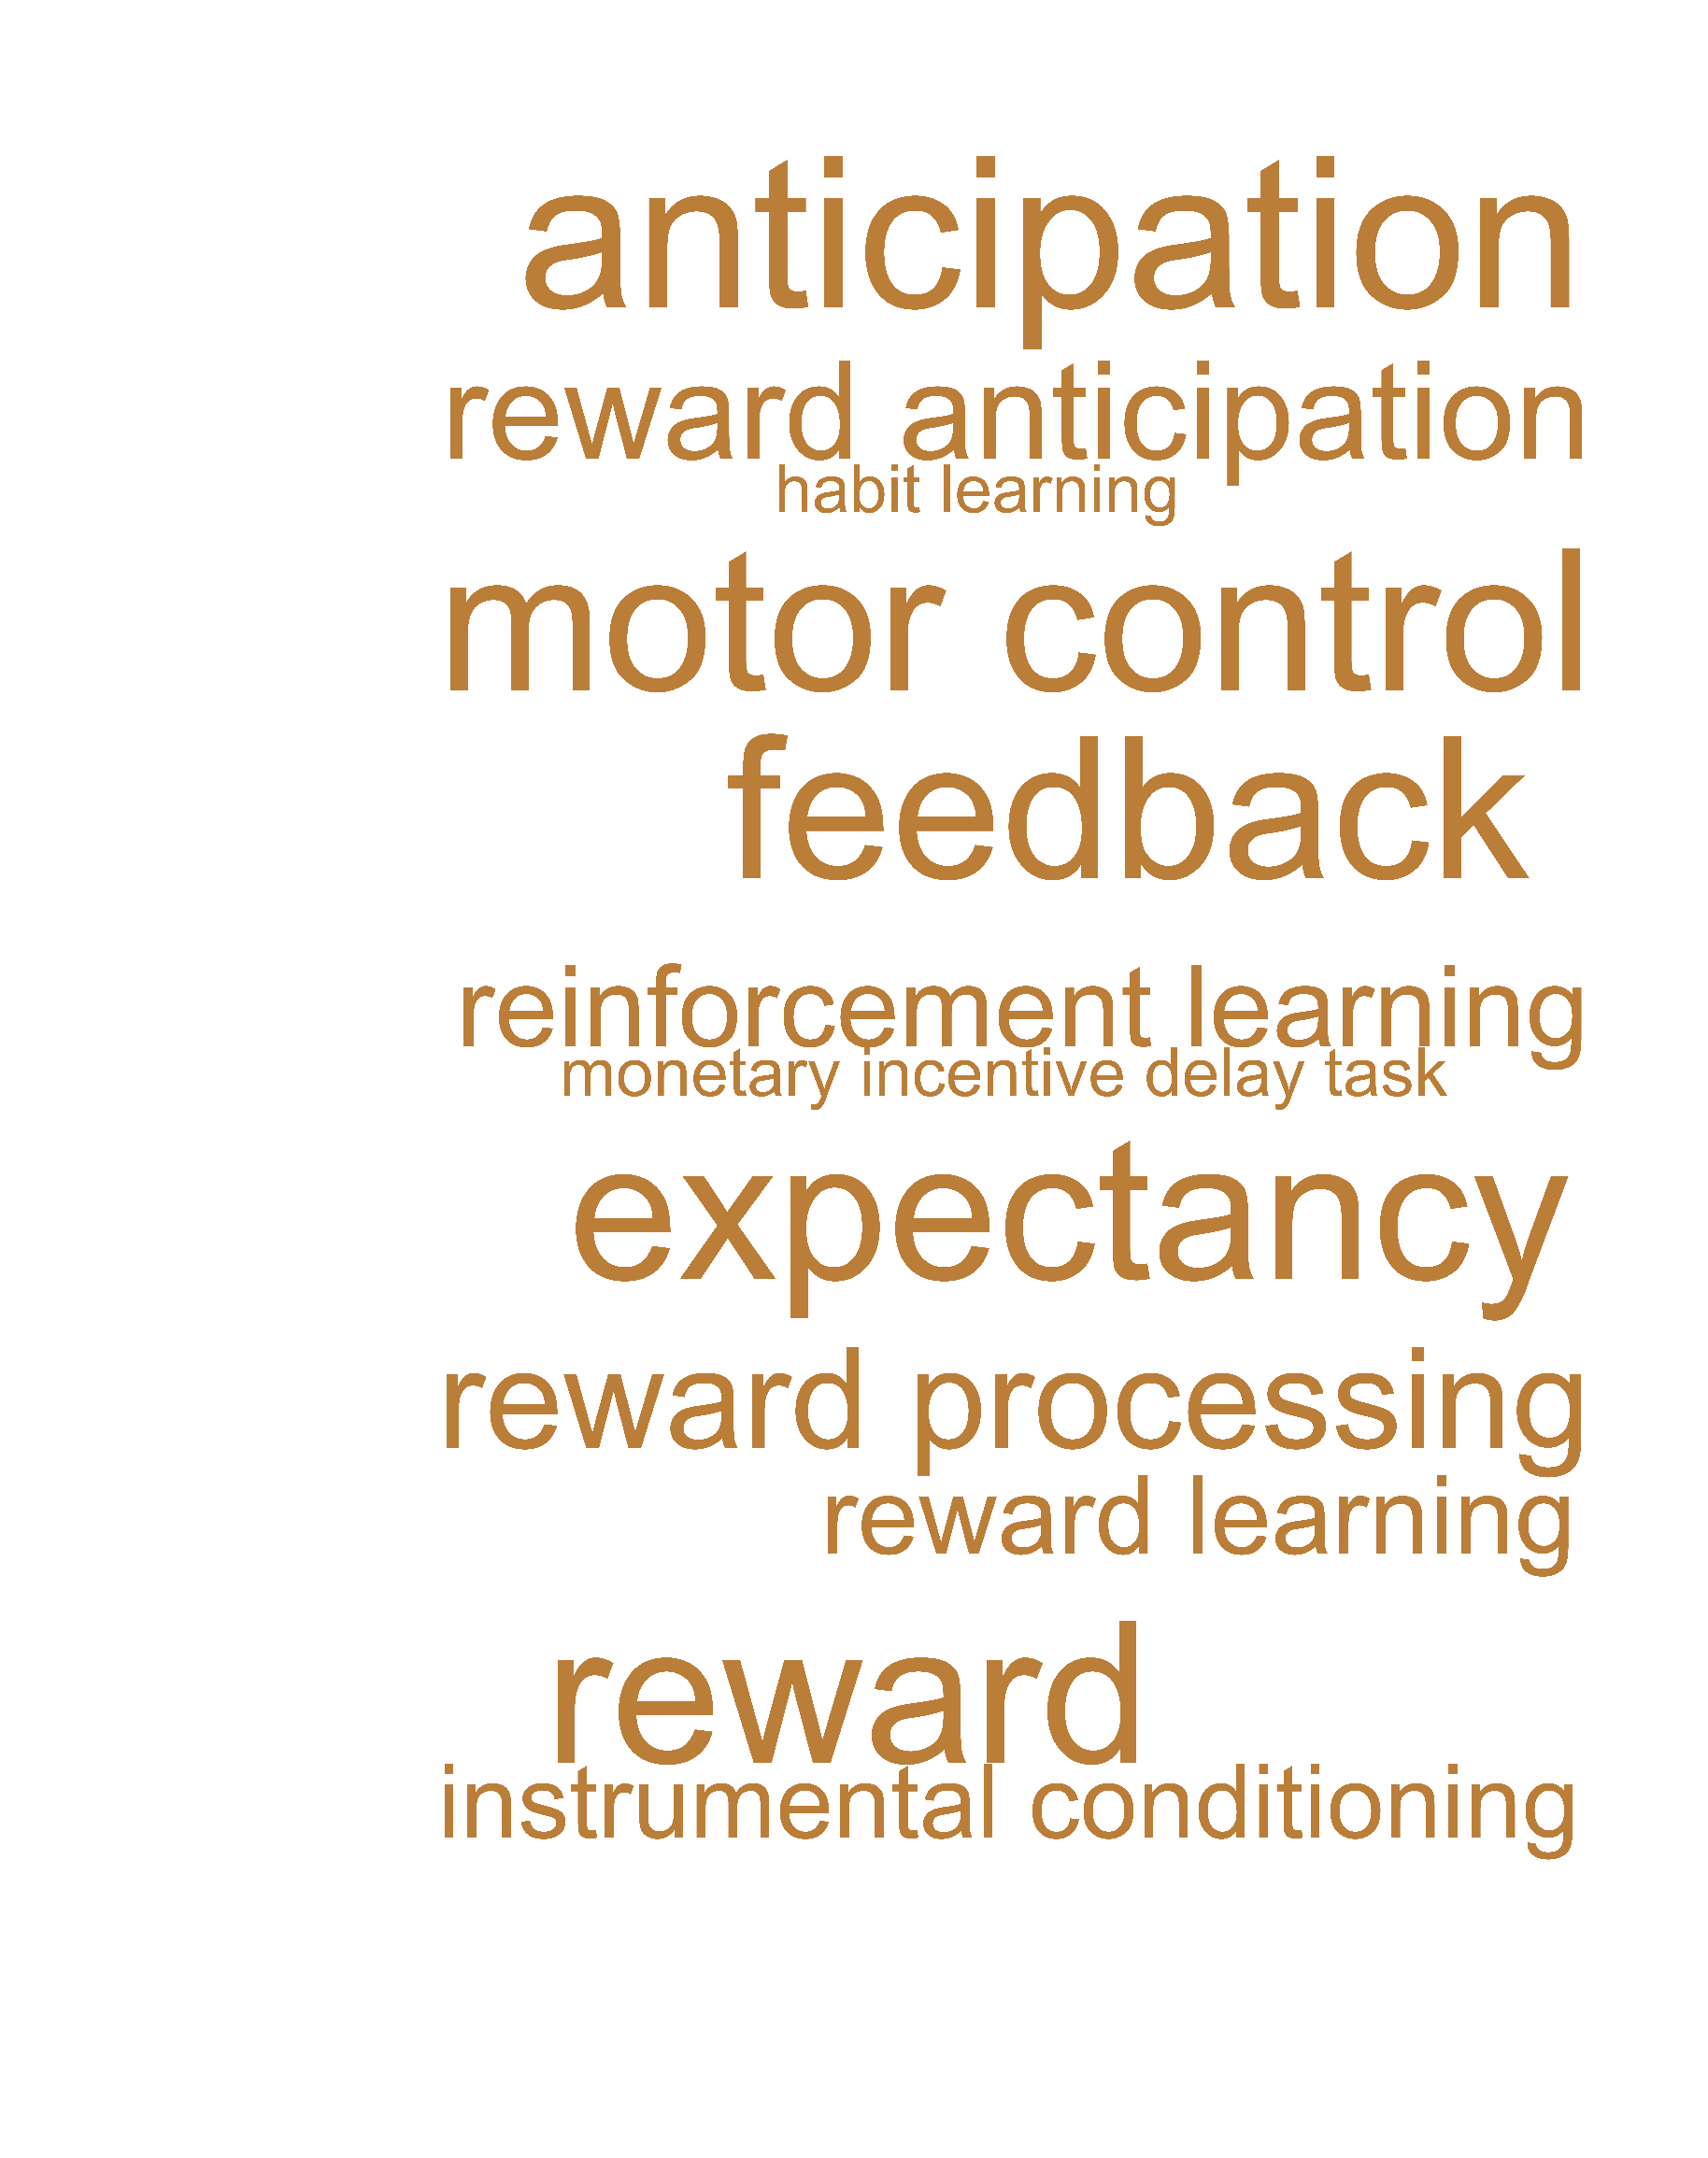 anticipation
reward anticipation
habit learning
motor control
feedback
reinforcement learning
monetary incentive delay task
expectancy
reward processing
reward learning
reward
instrumental conditioning